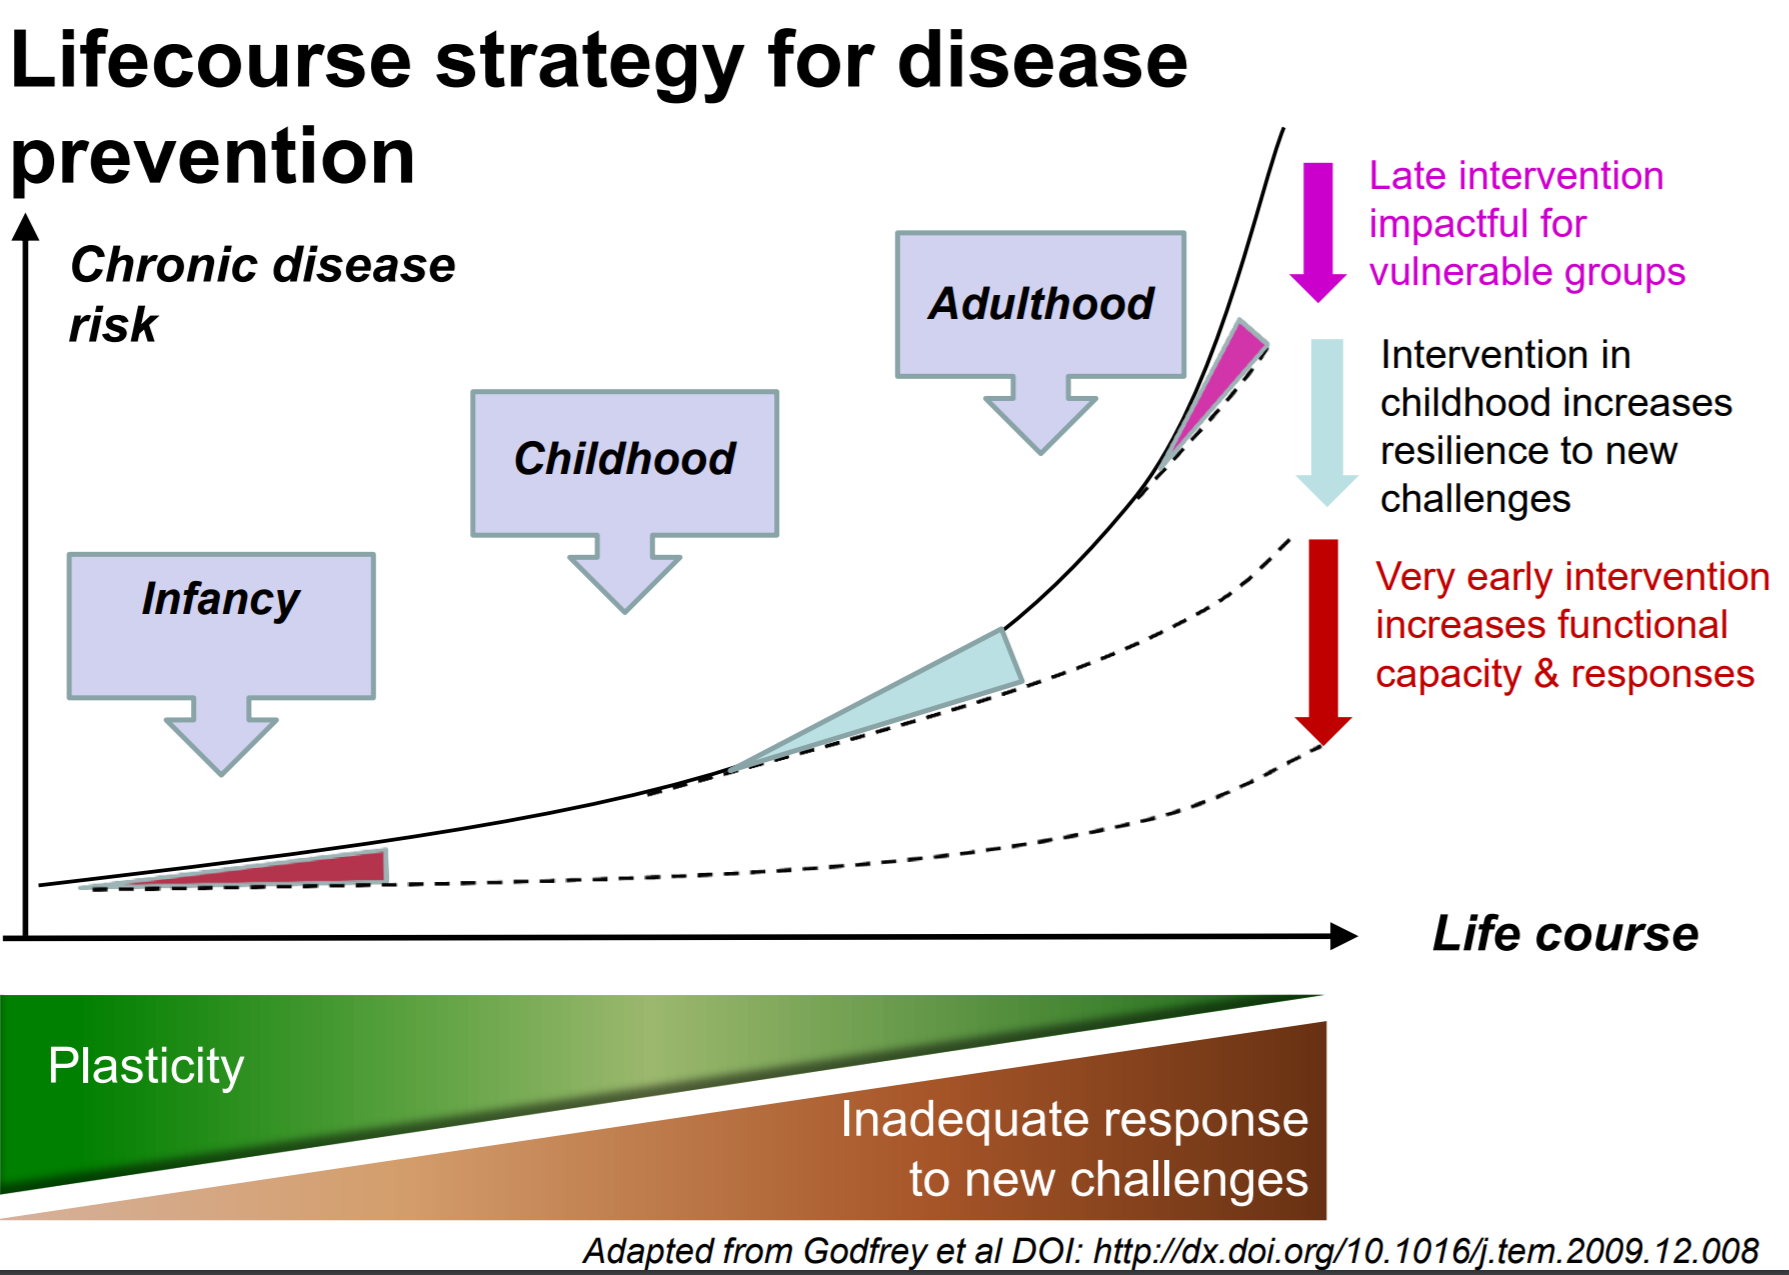 Lifecourse strategy for disease
prevention
Chronic disease
risk
Infancy
Childhood
Adulthood
Late intervention
impactful for
vulnerable groups
Intervention in
childhood increases
resilience to new
challenges
Very early intervention
increases functional
capacity & responses
Life course
Plasticity
Inadequate response
to new challenges
Adapted from Godfrey et al DOI: http://dx.doi.org/10.1016/j.tem.2009.12.008